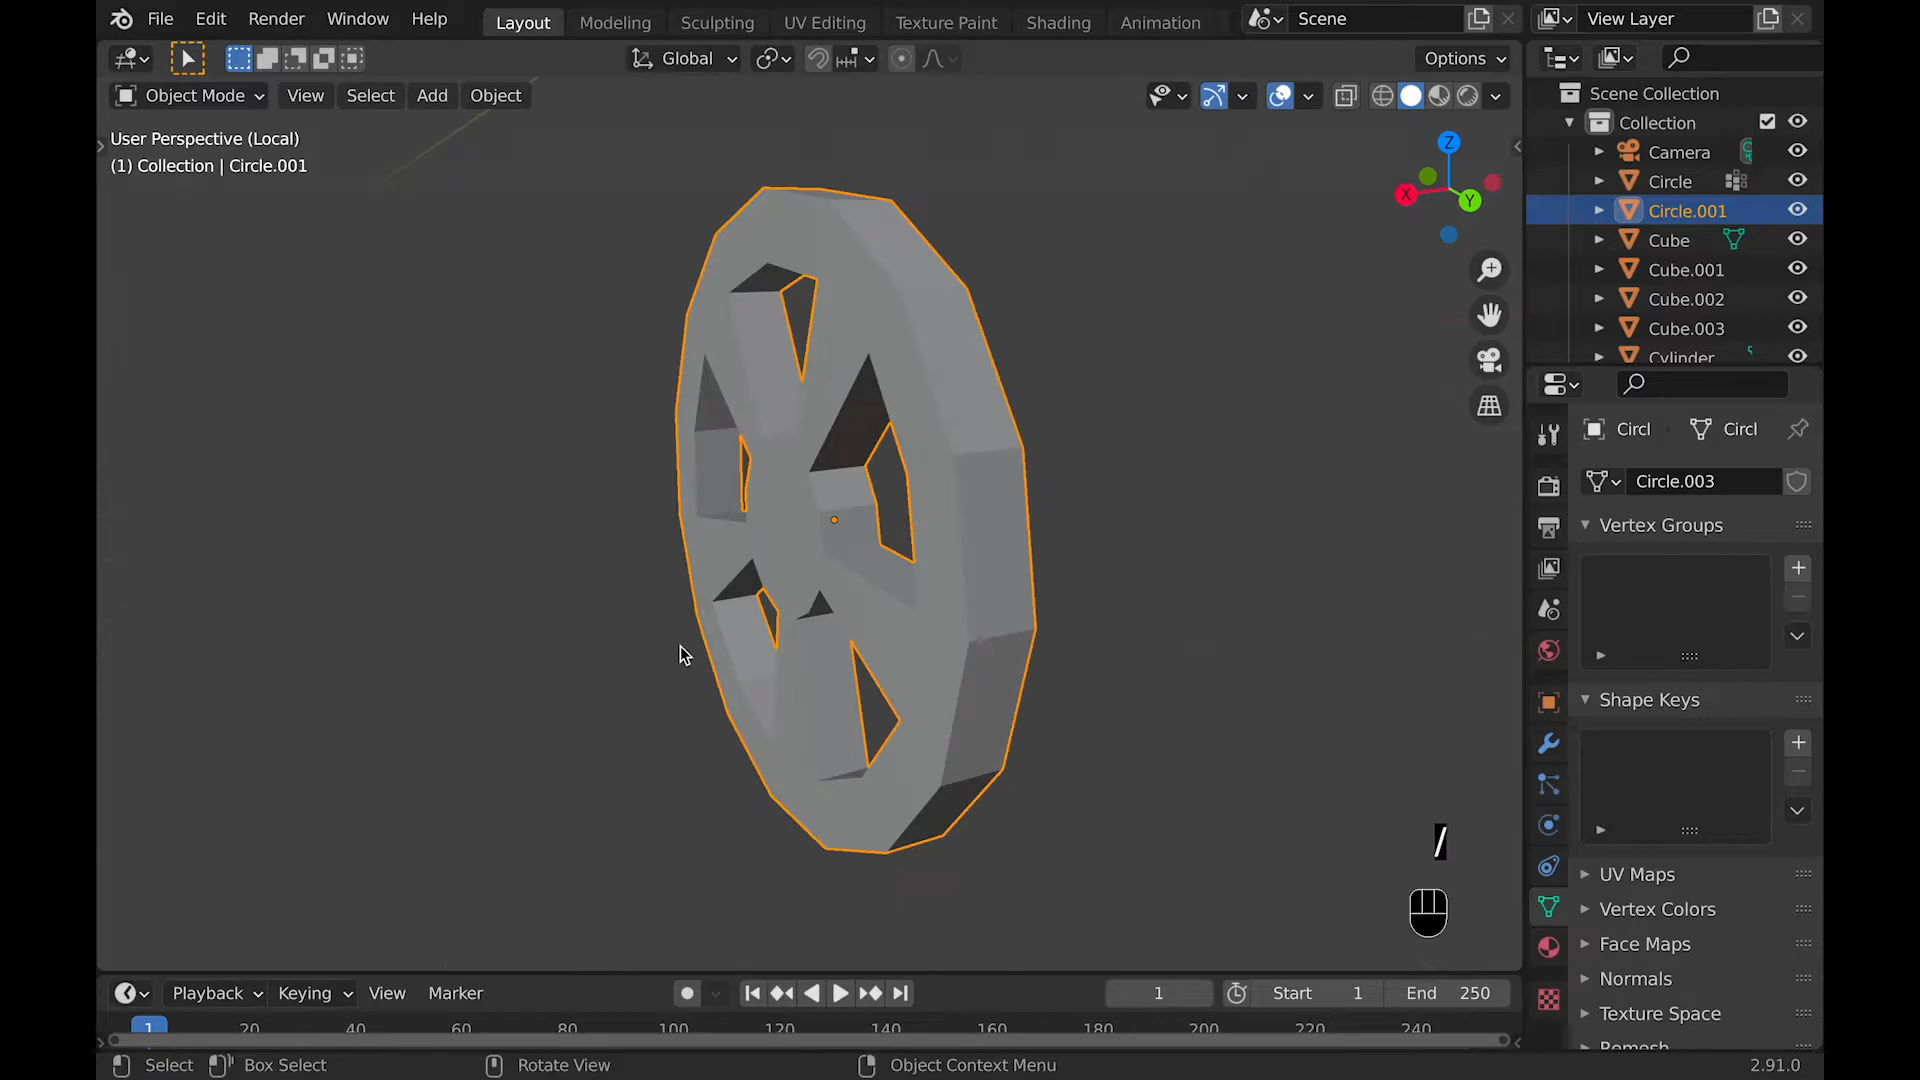 File Edit Render Window Help Layout Modeling Sculpting UV Editing Texture Paint Shading Animation Scene View Layer
Global Options
Object Mode View Select Add Object
User Perspective (Local)
(1) Collection | Circle.001
Z
X
Y
/
Scene Collection
Collection
Camera
Circle
Circle.001
Cube
Cube.001
Cube.002
Cube.003
Cylinder
Circl Circl
Circle.003
Vertex Groups
Shape Keys
UV Maps
Vertex Colors
Face Maps
Normals
Texture Space
Remesh
Playback Keying View Marker 1 Start 1 End 250
1 20 40 60 80 100 120 140 160 180 200 220 240
Select Box Select Rotate View Object Context Menu 2.91.0